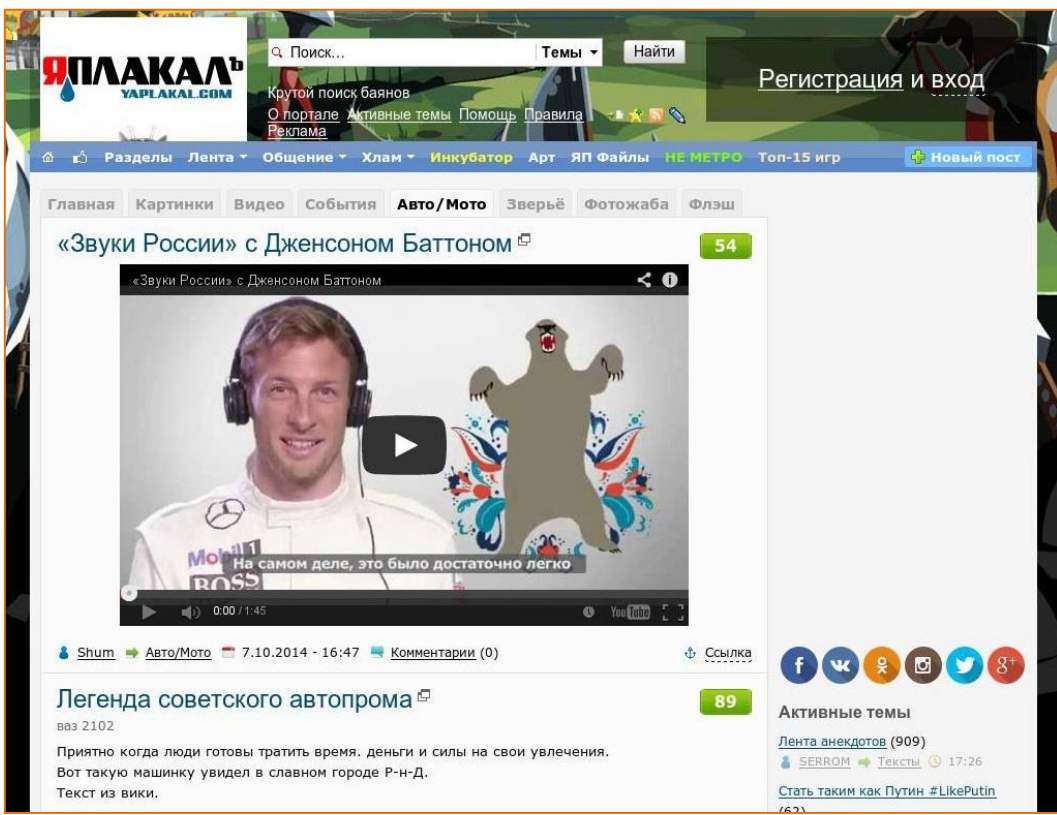 ЯПЛАКАЛЪ
YAPLAKAL.COM
Поиск...
Темы
Найти
Крутой поиск баянов
О портале Активные темы Помощь Правила
Реклама
Регистрация и вход
Разделы Лента Общение Хлам Инкубатор Арт ЯП Файлы НЕ МЕТРО Топ-15 игр Новый пост
Главная Картинки Видео События Авто/Мото Зверьё Фотожаба Флэш
«Звуки России» с Дженсоном Баттоном 54
«Звуки России» с Дженсоном Баттоном
Mobil 1
BOSS
На самом деле, это было достаточно легко
0:00 / 1:45 YouTube
Shum Авто/Мото 7.10.2014 - 16:47 Комментарии (0) Ссылка
Легенда советского автопрома 89
ваз 2102
Приятно когда люди готовы тратить время. деньги и силы на свои увлечения.
Вот такую машинку увидел в славном городе Р-н-Д.
Текст из вики.
Активные темы
Лента анекдотов (909)
SERROM Тексты 17:26
Стать таким как Путин #LikePutin
(62)